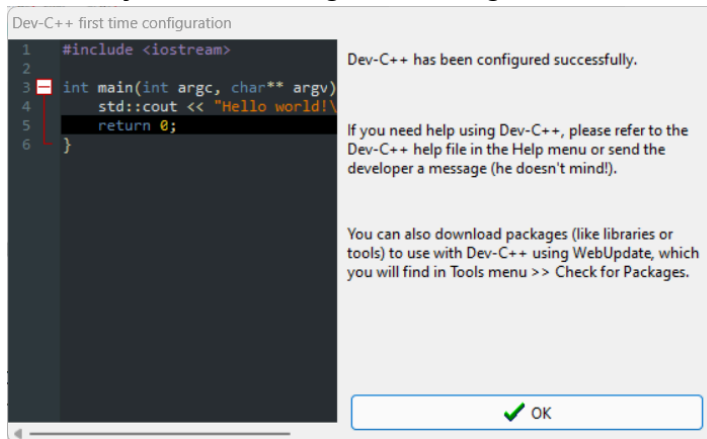 Dev-C++ first time configuration
1 #include <iostream>
2
3 int main(int argc, char** argv)
4 std::cout << "Hello world!\
5 return 0;
6 }
Dev-C++ has been configured successfully.
If you need help using Dev-C++, please refer to the
Dev-C++ help file in the Help menu or send the
developer a message (he doesn't mind!).
You can also download packages (like libraries or
tools) to use with Dev-C++ using WebUpdate, which
you will find in Tools menu >> Check for Packages.
OK